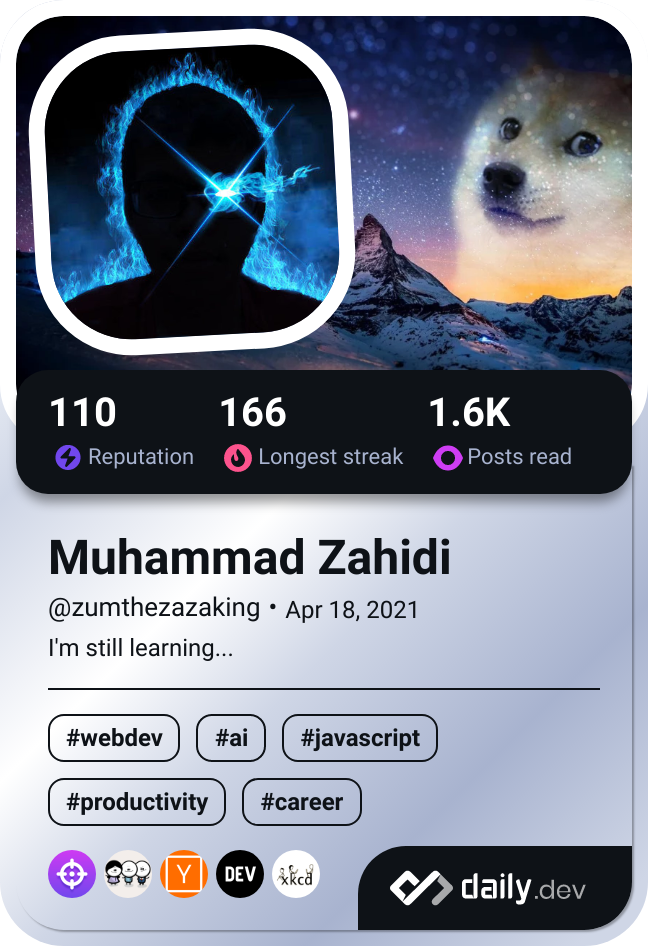 110 166 1.6K
Reputation Longest streak Posts read
Muhammad Zahidi
@zumthezazaking • Apr 18, 2021
I'm still learning...
#webdev #ai #javascript
#productivity #career
Y DEV xkcd
daily.dev